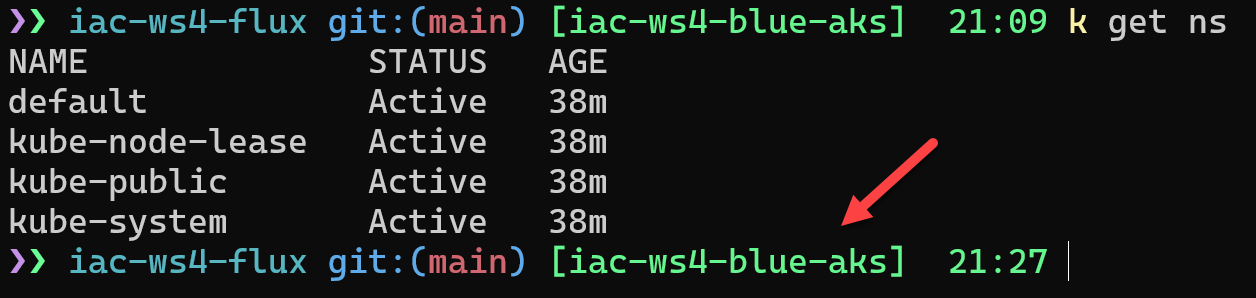 ❯❯ iac-ws4-flux git:(main) [iac-ws4-blue-aks]  21:09 k get ns
NAME              STATUS   AGE
default           Active   38m
kube-node-lease   Active   38m
kube-public       Active   38m
kube-system       Active   38m
❯❯ iac-ws4-flux git:(main) [iac-ws4-blue-aks]  21:27